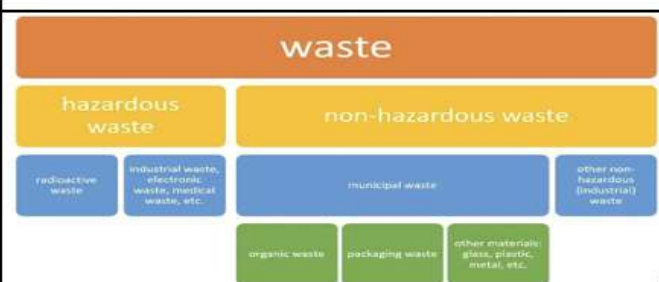 waste
hazardous
waste
non-hazardous waste
radioactive
waste
industrial waste,
electronic
waste, medical
waste, etc.
municipal waste
other non-
hazardous
(industrial)
waste
organic waste
packaging waste
other materials:
glass, plastic,
metal, etc.